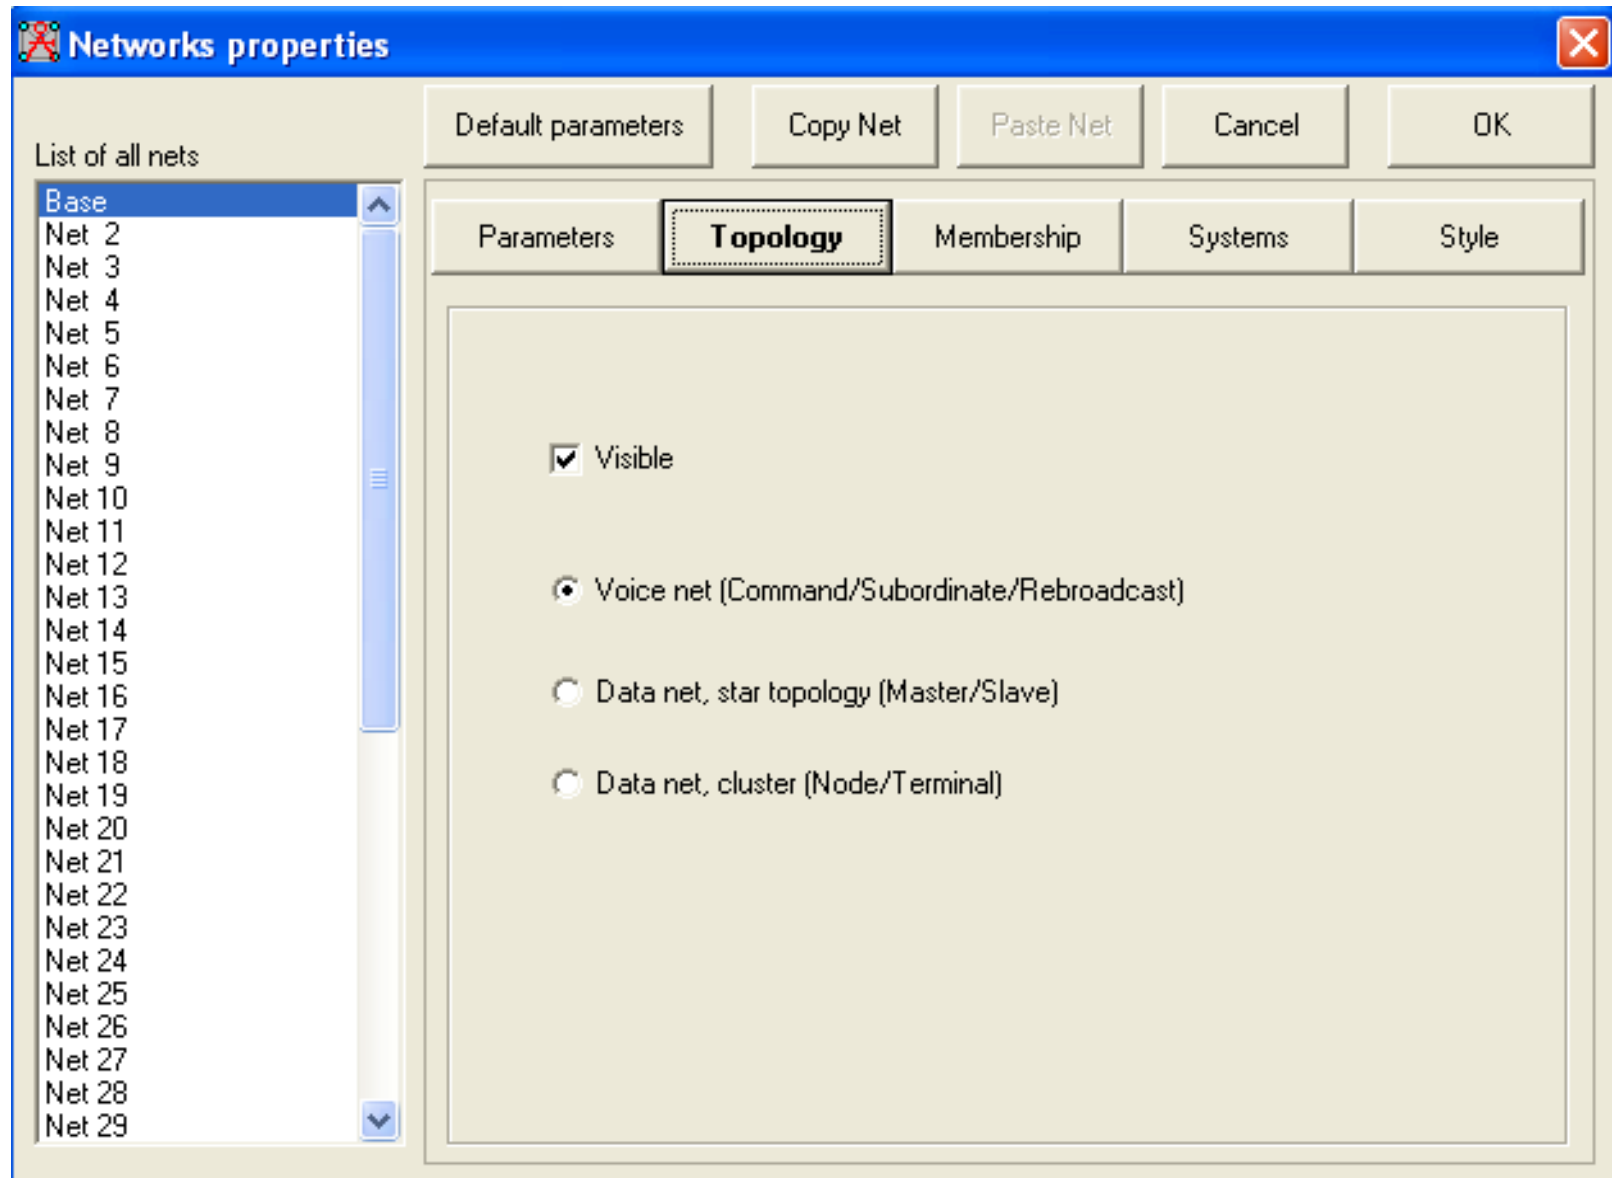 Networks properties
Default parameters
Copy Net
Paste Net
Cancel
OK
List of all nets
Base
Net 2
Net 3
Net 4
Net 5
Net 6
Net 7
Net 8
Net 9
Net 10
Net 11
Net 12
Net 13
Net 14
Net 15
Net 16
Net 17
Net 18
Net 19
Net 20
Net 21
Net 22
Net 23
Net 24
Net 25
Net 26
Net 27
Net 28
Net 29
Parameters
Topology
Membership
Systems
Style
Visible
Voice net (Command/Subordinate/Rebroadcast)
Data net, star topology (Master/Slave)
Data net, cluster (Node/Terminal)